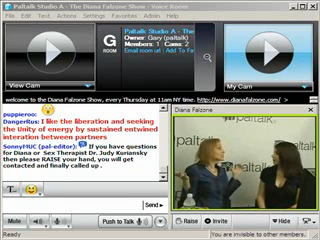 Paltalk Studio A - The Diana Falzone Show - Voice Room
File Edit Text Actions Settings Favorites Admin Help
Paltalk Studio A - The
Owner: Gary (paltalk)
Members: 1 Cams: 2
Email room url | Add To Fav
G
ROOM
View Cam
My Cam
welcome to the Diana Falzone Show, every Thursday at 11am NY time. http://www.dianafalzone.com/
puppieroo:
DangerRus: I like the liberation and seeking
the Unity of energy by sustained entwined
interention between partners
SonnyHUC (pal-editor): If you have questions
for Diana or Sex Therapist Dr. Judy Kuriansky
then please RAISE your hand, you will get
contacted and finally called up .
Diana Falzone
paltalk
Send
Mute
Push to Talk
Raise
Invite
Hide
Ready
You are invisible to other members.